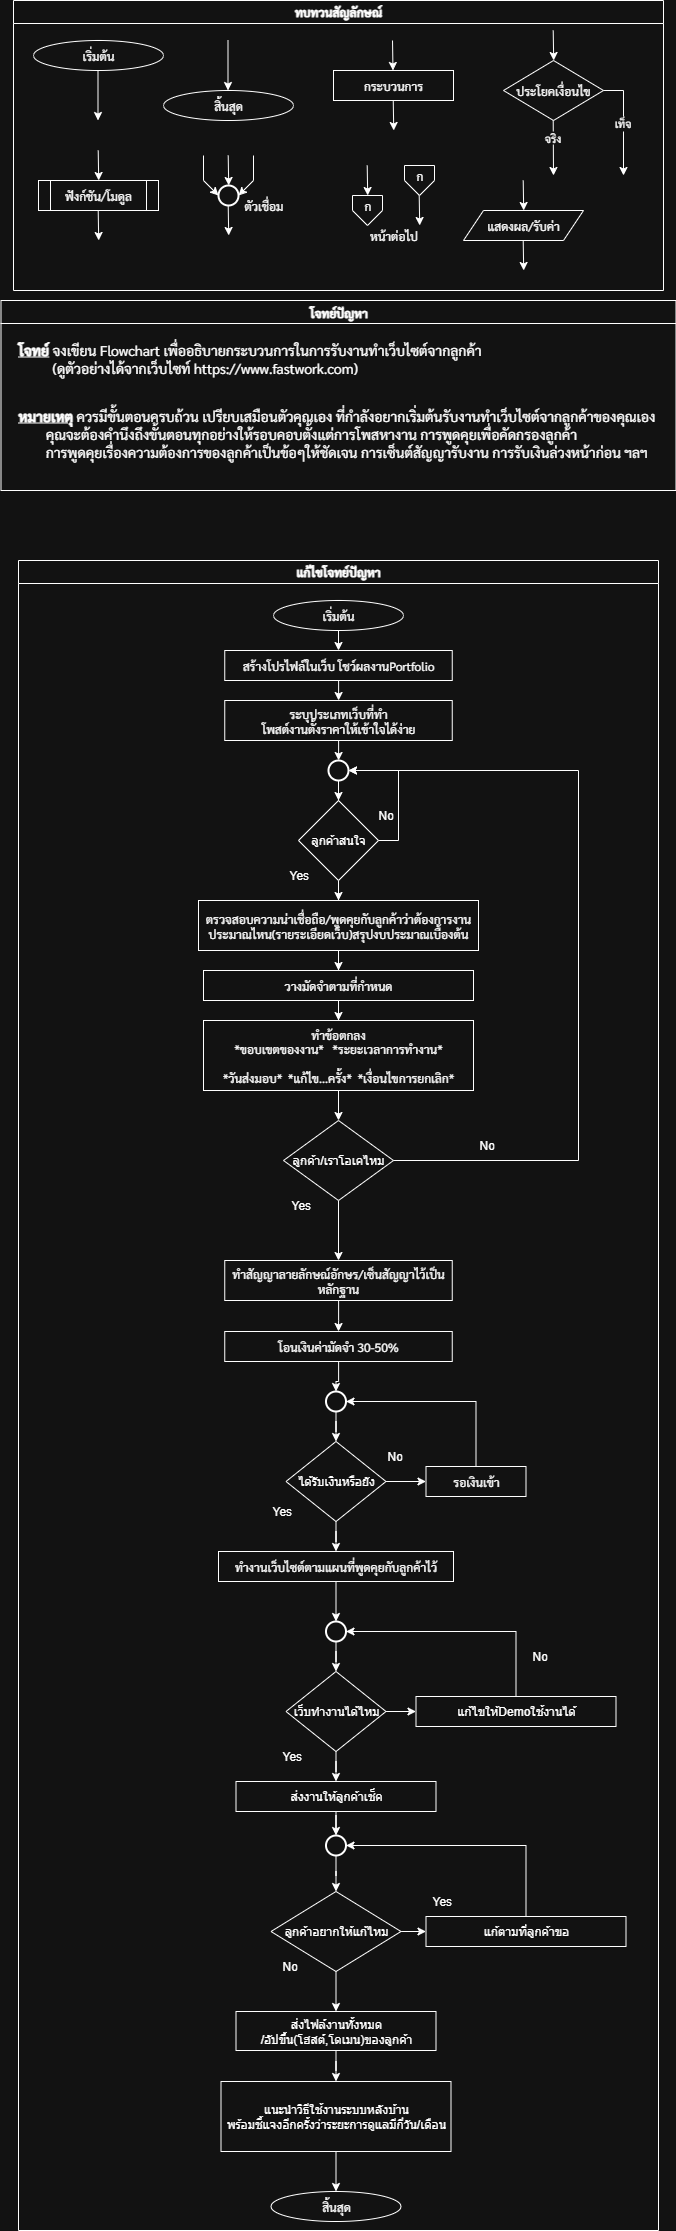 ทบทวนสัญลักษณ์
เริ่มต้น
สิ้นสุด
กระบวนการ
ประโยคเงื่อนไข
เท็จ
จริง
ฟังก์ชัน/โมดูล
ตัวเชื่อม
ก
ก
หน้าต่อไป
แสดงผล/รับค่า
โจทย์ปัญหา
โจทย์ จงเขียน Flowchart เพื่ออธิบายกระบวนการในการรับงานทำเว็บไซต์จากลูกค้า
(ดูตัวอย่างได้จากเว็บไซท์ https://www.fastwork.com)
หมายเหตุ ควรมีขั้นตอนครบถ้วน เปรียบเสมือนตัวคุณเอง ที่กำลังอยากเริ่มต้นรับงานทำเว็บไซต์จากลูกค้าของคุณเอง
คุณจะต้องคำนึงถึงขั้นตอนทุกอย่างให้รอบคอบตั้งแต่การโพสหางาน การพูดคุยเพื่อคัดกรองลูกค้า
การพูดคุยเรื่องความต้องการของลูกค้าเป็นข้อๆให้ชัดเจน การเซ็นต์สัญญารับงาน การรับเงินล่วงหน้าก่อน ฯลฯ
แก้ไขโจทย์ปัญหา
เริ่มต้น
สร้างโปรไฟล์ในเว็บ โชว์ผลงานPortfolio
ระบุประเภทเว็บที่ทำ
โพสต์งานตั้งราคาให้เข้าใจได้ง่าย
No
ลูกค้าสนใจ
Yes
ตรวจสอบความน่าเชื่อถือ/พูดคุยกับลูกค้าว่าต้องการงาน
ประมาณไหน(รายระเอียดเว็บ)สรุปงบประมาณเบื้องต้น
วางมัดจำตามที่กำหนด
ทำข้อตกลง
*ขอบเขตของงาน* *ระยะเวลาการทำงาน*
*วันส่งมอบ* *แก้ไข...ครั้ง* *เงื่อนไขการยกเลิก*
No
ลูกค้า/เราโอเคไหม
Yes
ทำสัญญาลายลักษณ์อักษร/เซ็นสัญญาไว้เป็น
หลักฐาน
โอนเงินค่ามัดจำ 30-50%
No
ได้รับเงินหรือยัง
รอเงินเข้า
Yes
ทำงานเว็บไซต์ตามแผนที่พูดคุยกับลูกค้าไว้
No
เว็บทำงานได้ไหม
แก้ไขให้Demoใช้งานได้
Yes
ส่งงานให้ลูกค้าเช็ค
Yes
ลูกค้าอยากให้แก้ไหม
แก้ตามที่ลูกค้าขอ
No
ส่งไฟล์งานทั้งหมด
/อัปขึ้น(โฮสต์,โดเมน)ของลูกค้า
แนะนำวิธีใช้งานระบบหลังบ้าน
พร้อมชี้แจงอีกครั้งว่าระยะการดูแลมีกี่วัน/เดือน
สิ้นสุด